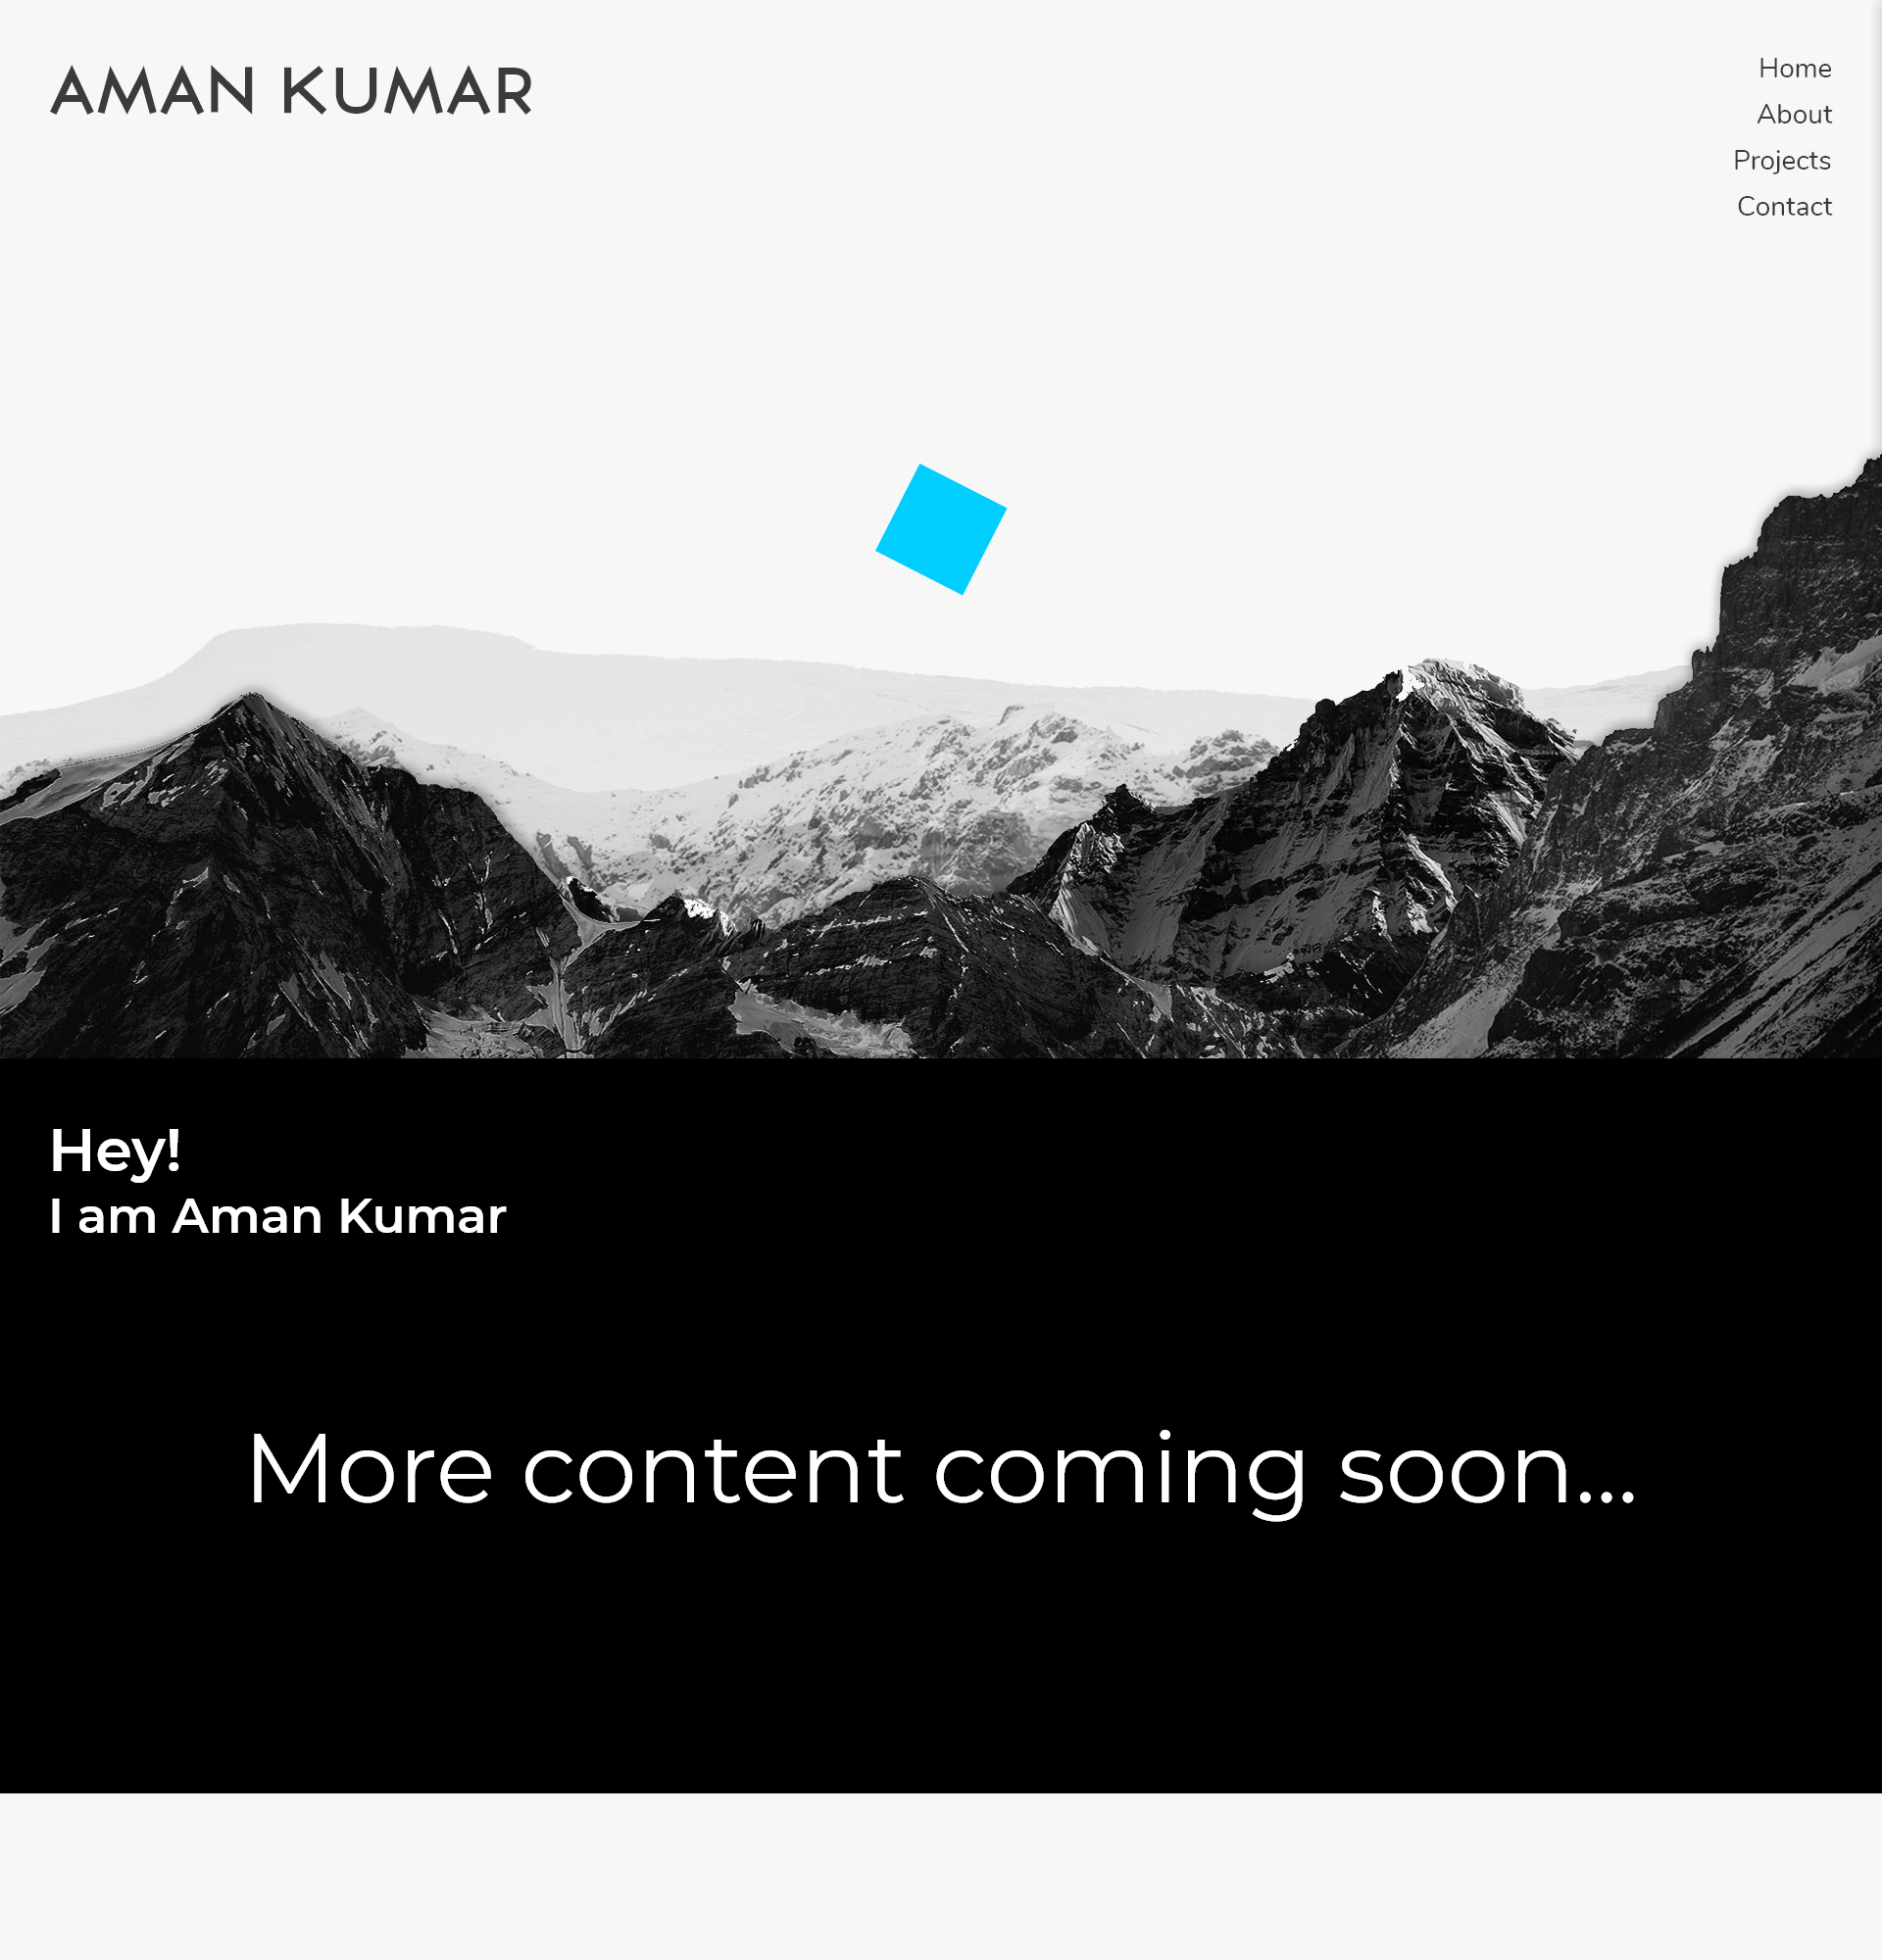 AMAN KUMAR
Home
About
Projects
Contact
Hey!
I am Aman Kumar
More content coming soon...